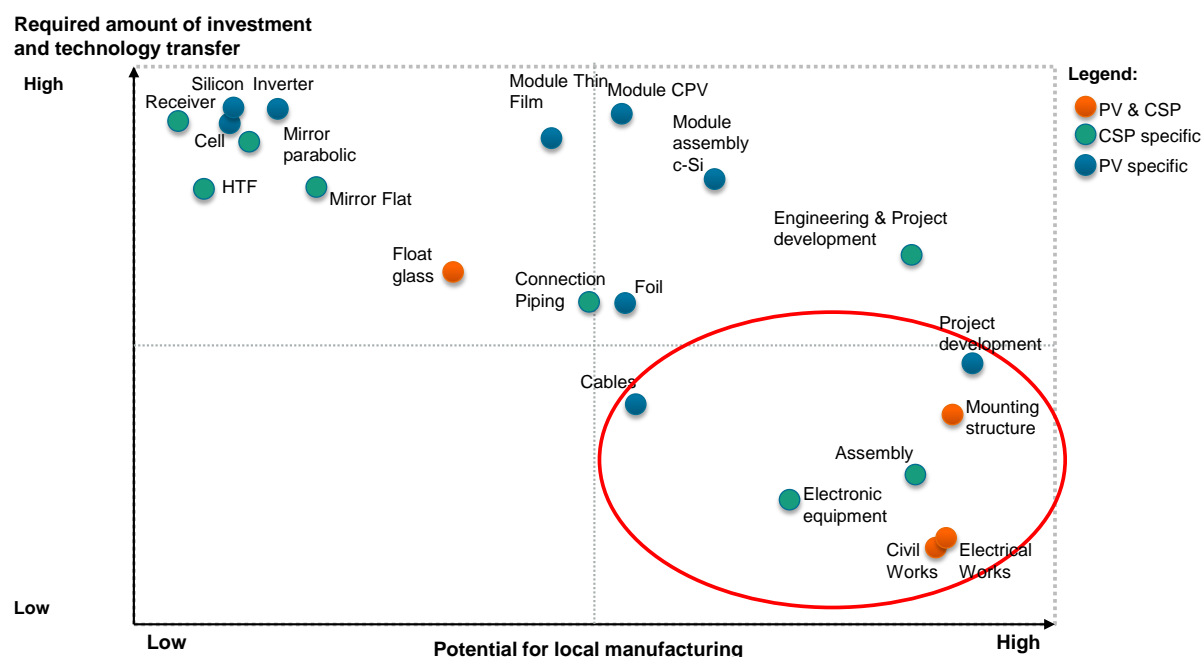 Required amount of investment
and technology transfer
High
Legend:
PV & CSP
CSP specific
PV specific
Silicon
Inverter
Receiver
Cell
Mirror
parabolic
HTF
Mirror Flat
Module Thin
Film
Module CPV
Module
assembly
c-Si
Engineering & Project
development
Float
glass
Connection
Piping
Foil
Project
development
Cables
Mounting
structure
Assembly
Electronic
equipment
Civil
Works
Electrical
Works
Low
Low
Potential for local manufacturing
High